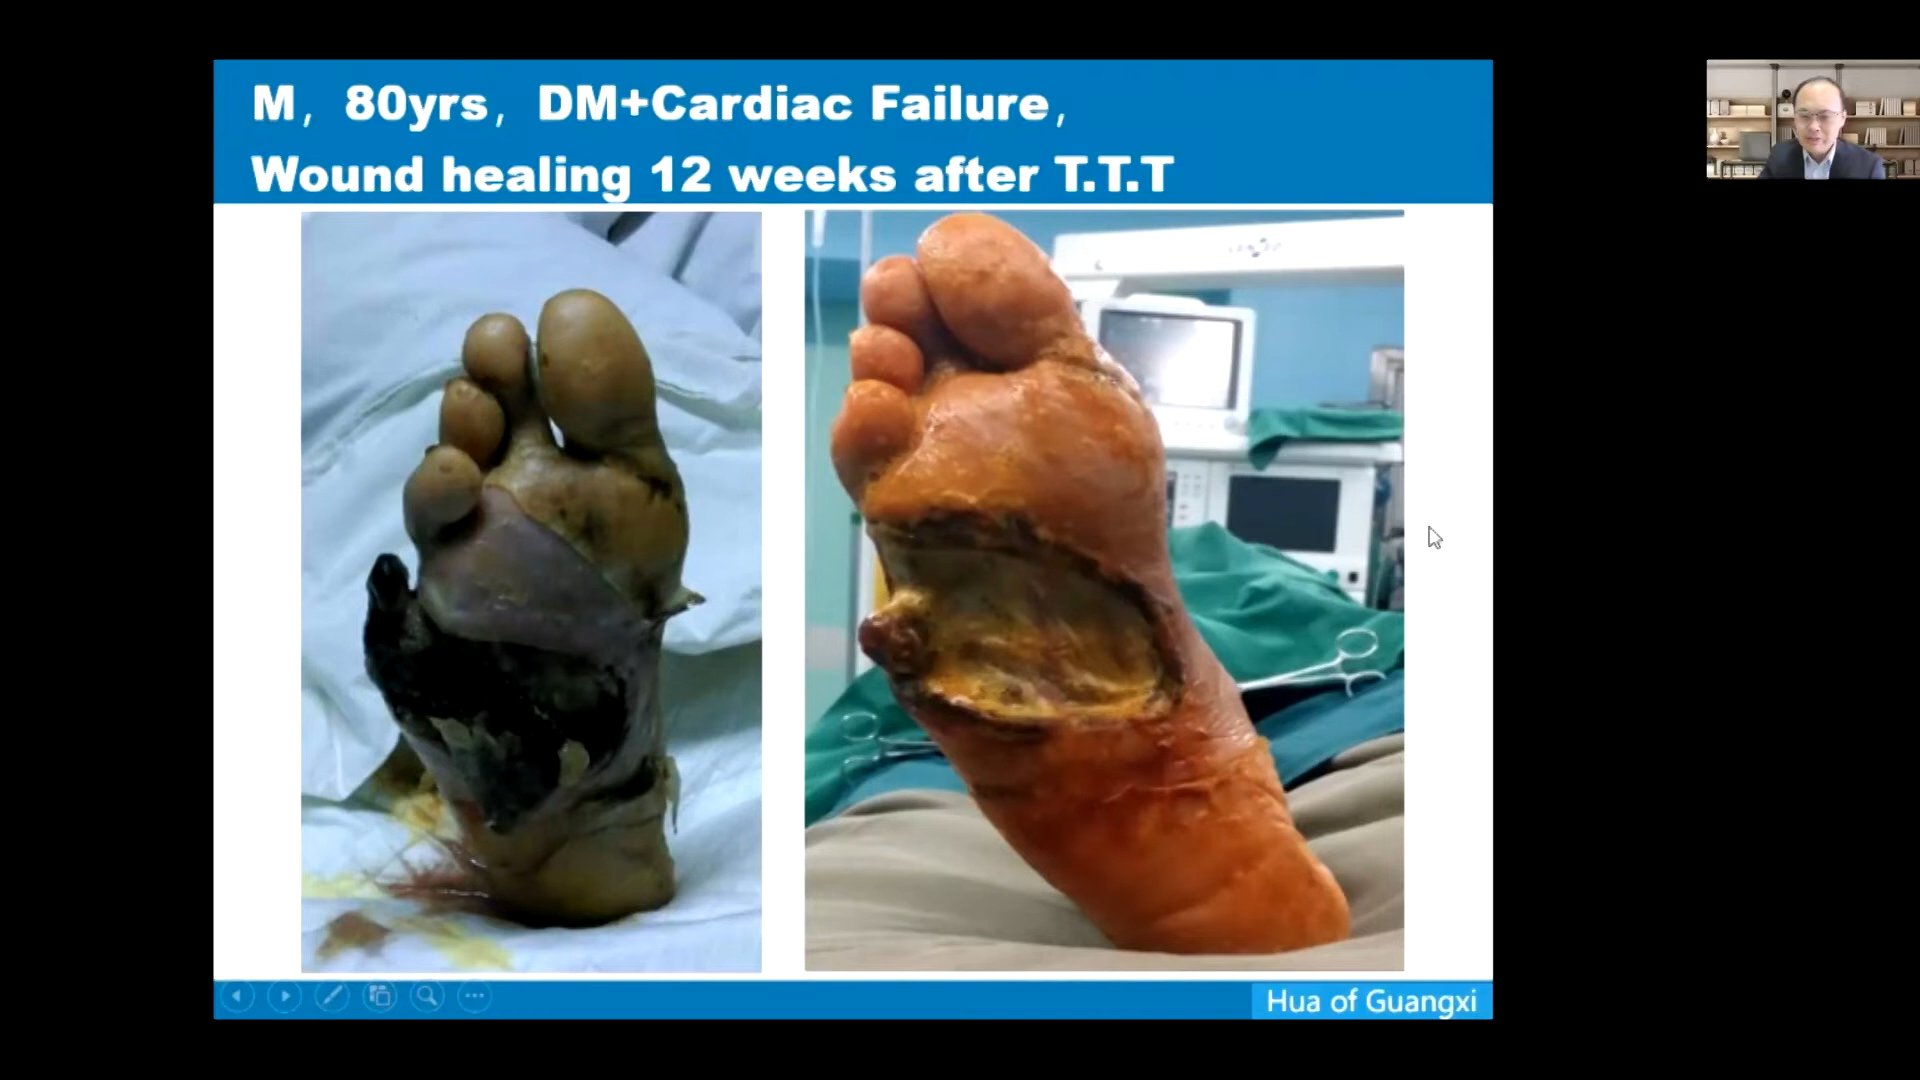 M, 80yrs, DM+Cardiac Failure,
Wound healing 12 weeks after T.T.T
Hua of Guangxi